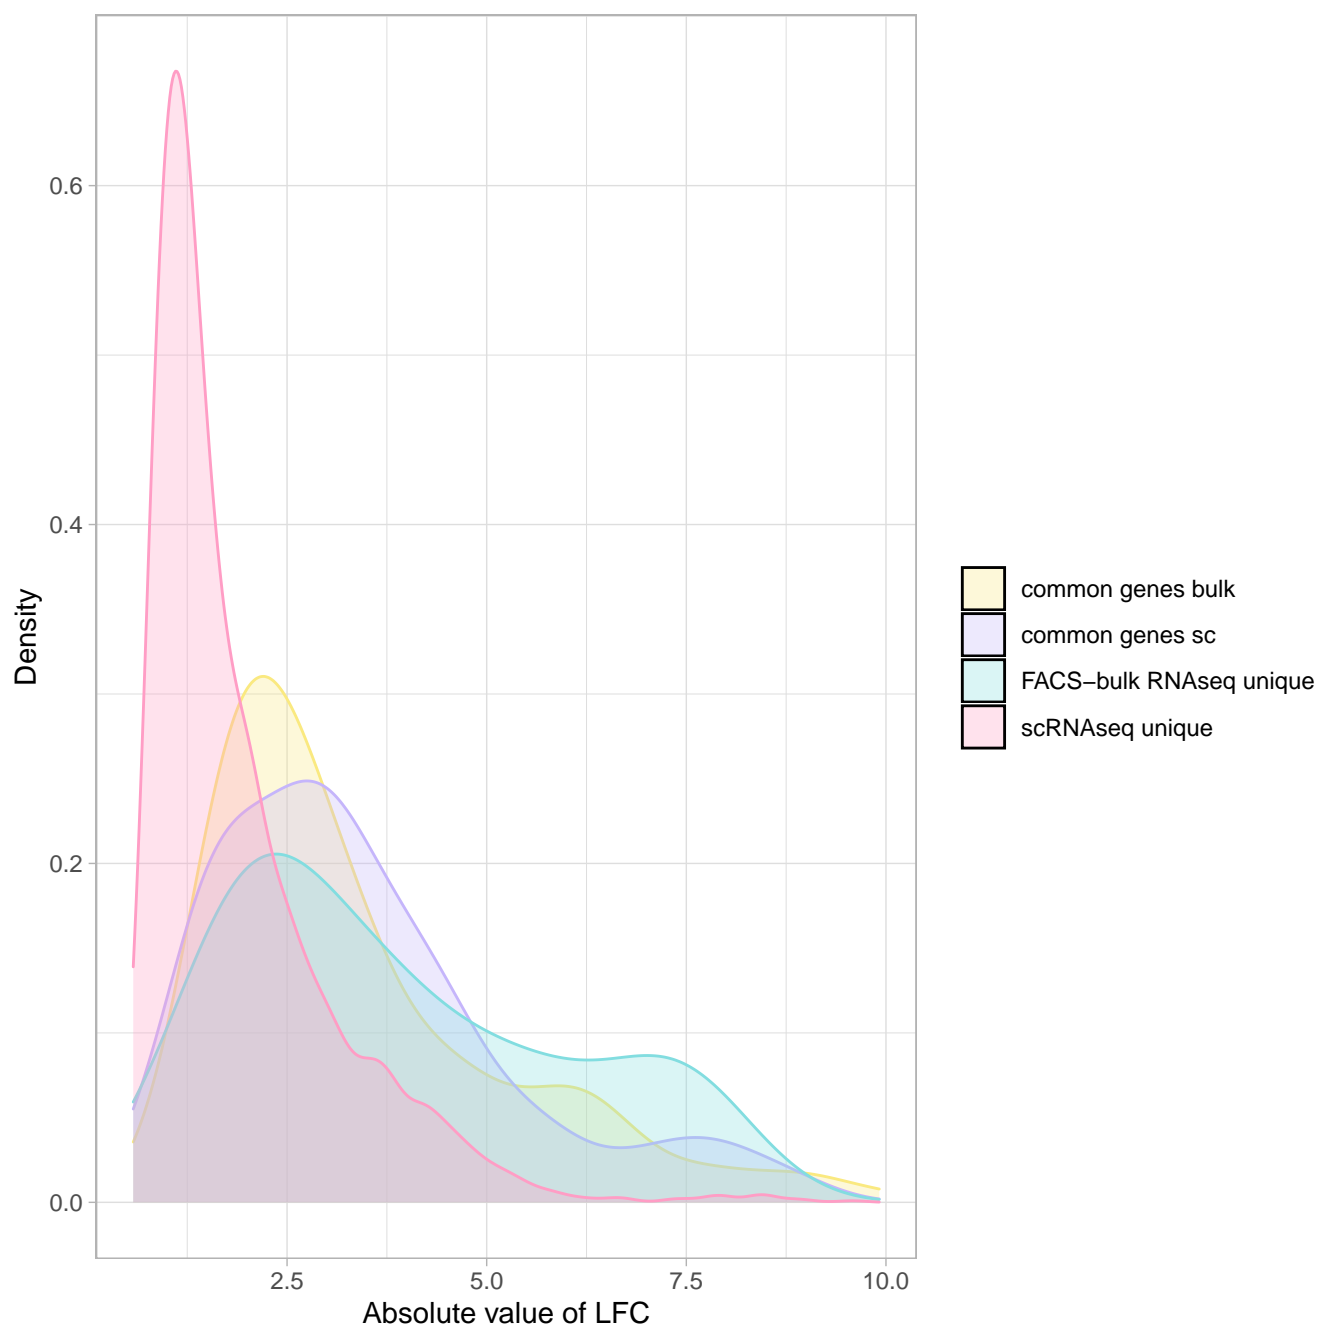 0.6
0.4
0.2
0.0
Density
2.5 5.0 7.5 10.0
Absolute value of LFC
common genes bulk
common genes sc
FACS−bulk RNAseq unique
scRNAseq unique